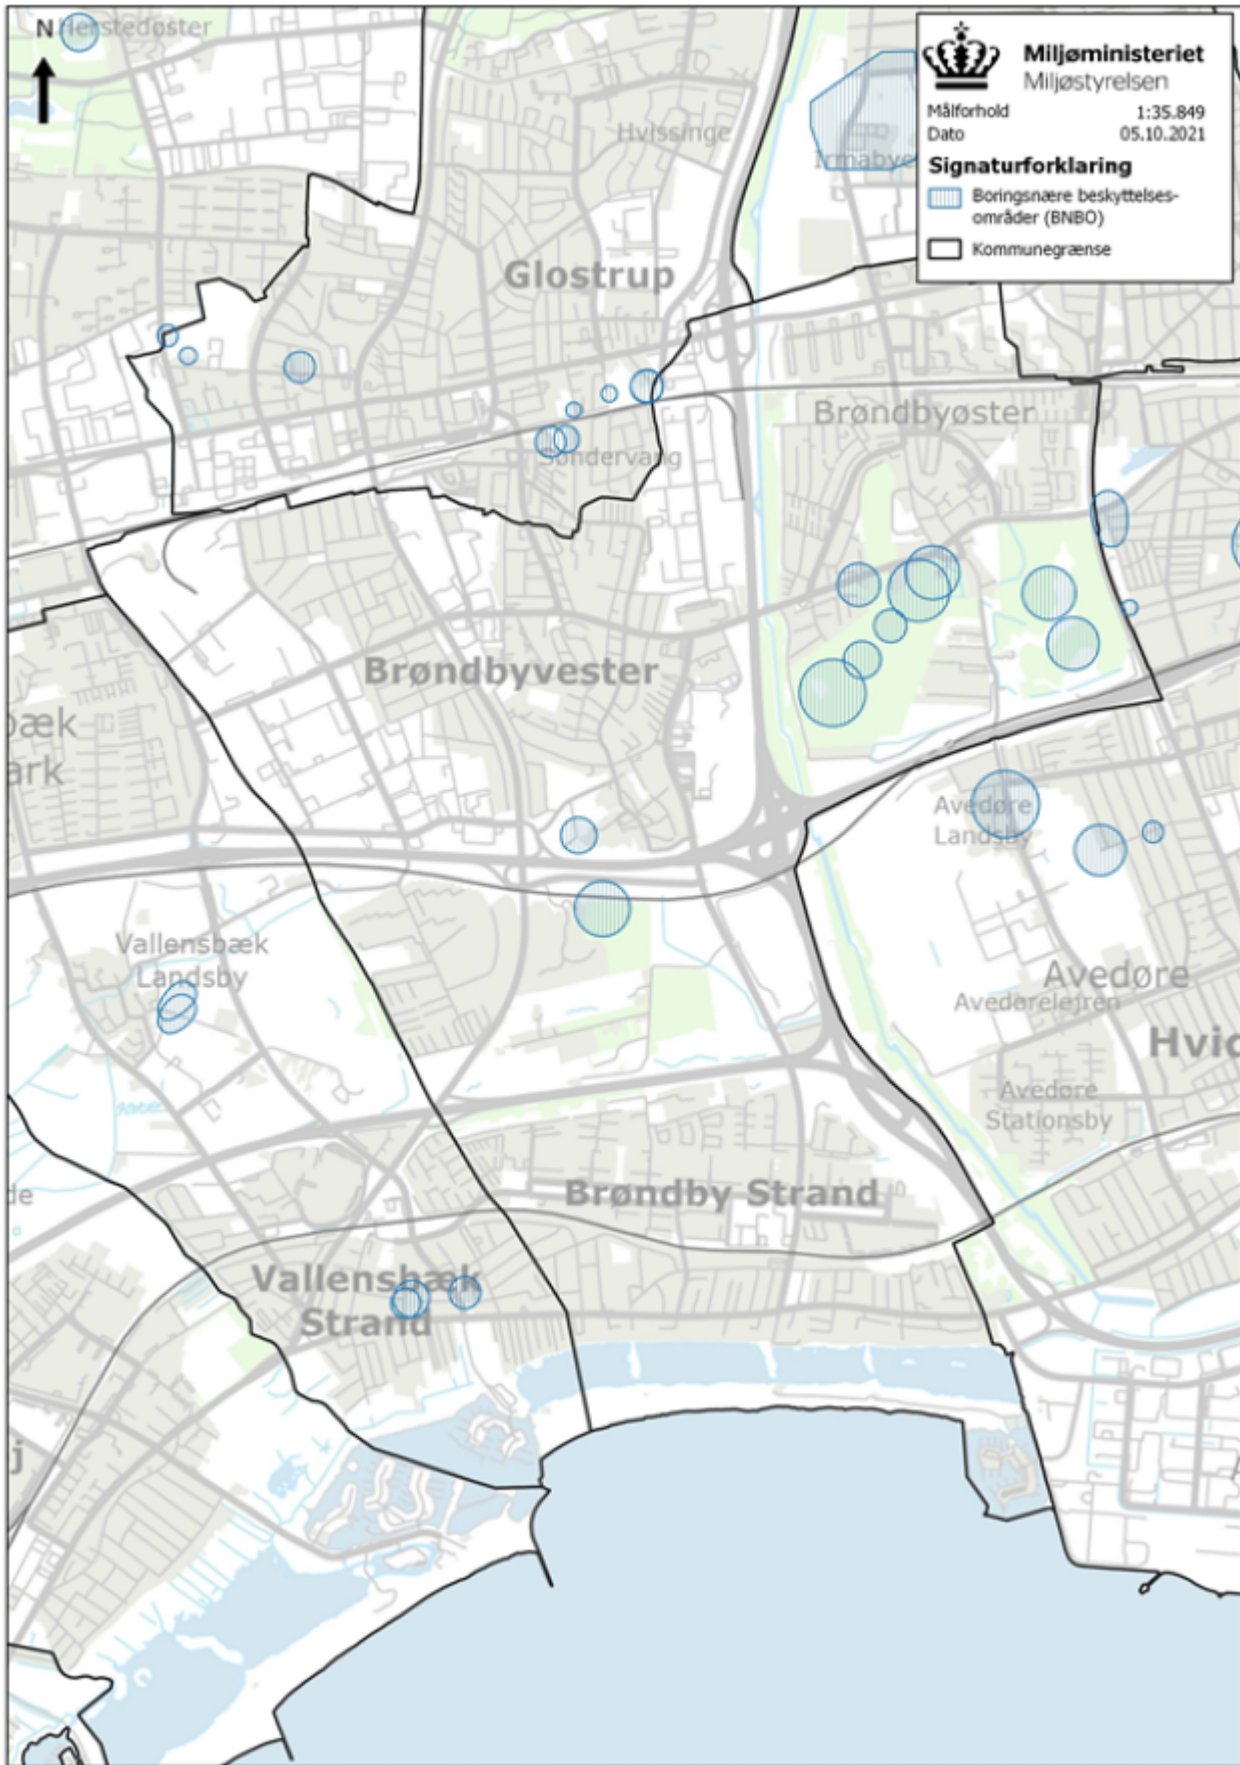 N
Herstedøster
Miljøministeriet
Miljøstyrelsen
Målforhold 1:35.849
Dato 05.10.2021
Signaturforklaring
Boringsnære beskyttelses-
områder (BNBO)
Kommunegrænse
Hvissinge
Glostrup
Brøndbyøster
Søndervang
Brøndbyvester
bæk
ark
Avedøre
Landsby
Vallensbæk
Landsby
Avedøre
Avedørelejren
Hvid
Avedøre
Stationsby
de
Brøndby Strand
Vallensbæk
Strand
j